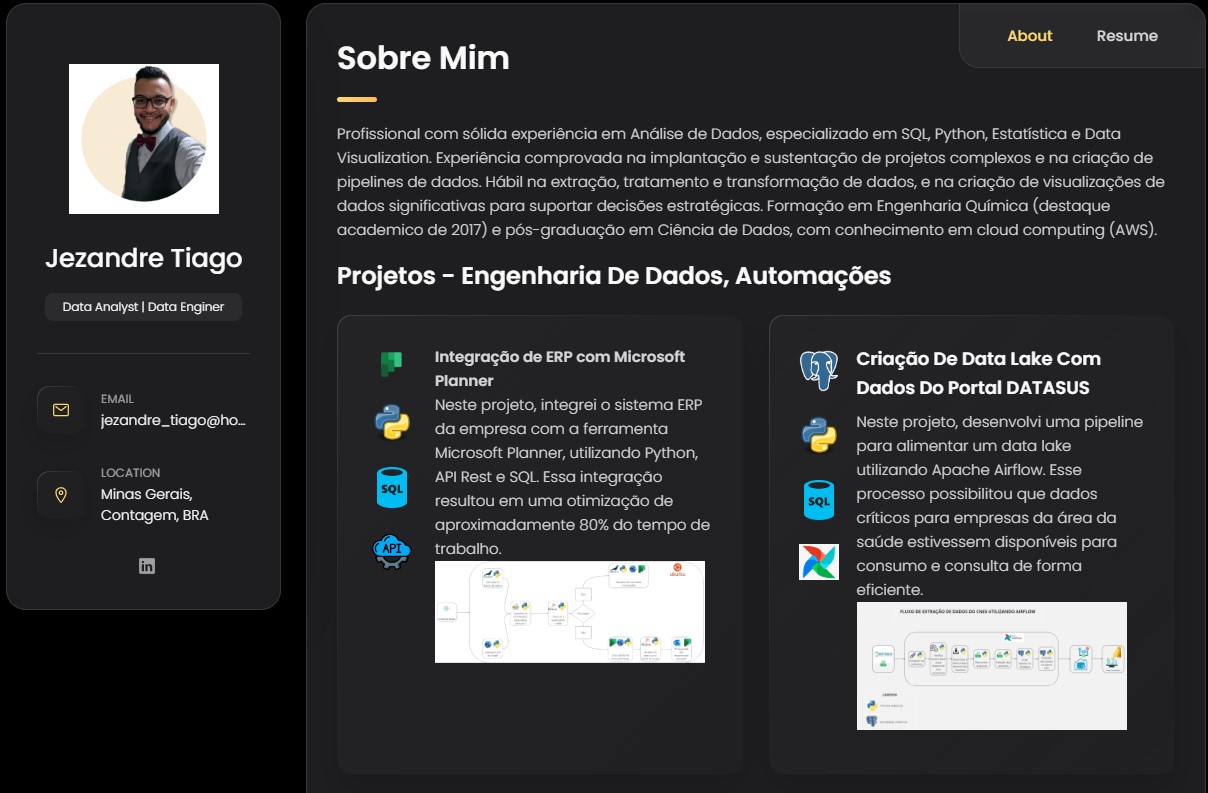 Jezandre Tiago
Data Analyst | Data Enginer
EMAIL
jezandre_tiago@ho...
LOCATION
Minas Gerais,
Contagem, BRA
in
About
Resume
Sobre Mim
Profissional com sólida experiência em Análise de Dados, especializado em SQL, Python, Estatística e Data
Visualization. Experiência comprovada na implantação e sustentação de projetos complexos e na criação de
pipelines de dados. Hábil na extração, tratamento e transformação de dados, e na criação de visualizações de
dados significativas para suportar decisões estratégicas. Formação em Engenharia Química (destaque
academico de 2017) e pós-graduação em Ciência de Dados, com conhecimento em cloud computing (AWS).
Projetos - Engenharia De Dados, Automações
SQL
API
Integração de ERP com Microsoft
Planner
Neste projeto, integrei o sistema ERP
da empresa com a ferramenta
Microsoft Planner, utilizando Python,
API Rest e SQL. Essa integração
resultou em uma otimização de
aproximadamente 80% do tempo de
trabalho.
SQL
Criação De Data Lake Com
Dados Do Portal DATASUS
Neste projeto, desenvolvi uma pipeline
para alimentar um data lake
utilizando Apache Airflow. Esse
processo possibilitou que dados
críticos para empresas da área da
saúde estivessem disponíveis para
consumo e consulta de forma
eficiente.
FLUXO DE EXTRAÇÃO DE DADOS DO CNES UTILIZANDO AIRFLOW